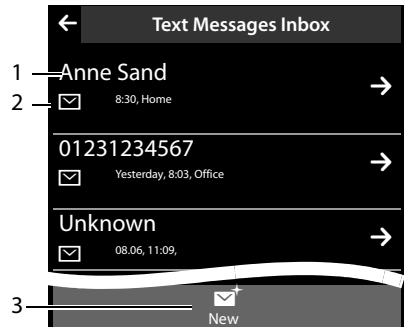 Text Messages Inbox
1 Anne Sand
2 8:30, Home
01231234567
Yesterday, 8:03, Office
Unknown
08.06, 11:09,
3
New